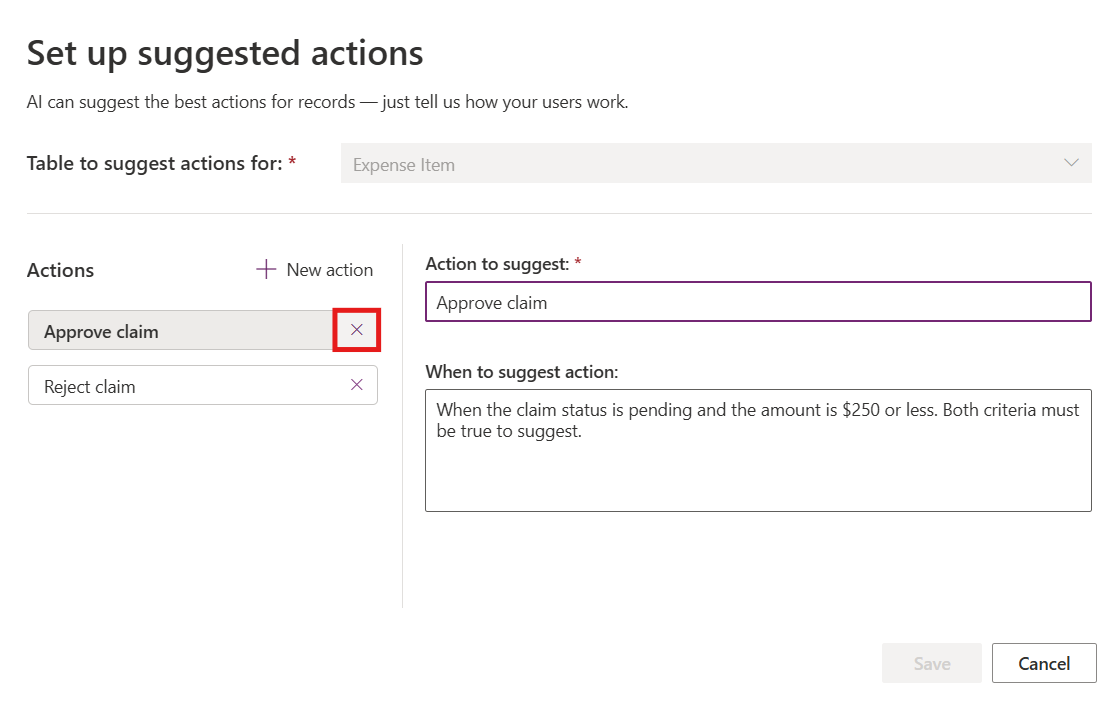 Set up suggested actions
AI can suggest the best actions for records — just tell us how your users work.
Table to suggest actions for: *
Expense Item
Actions
New action
Approve claim
Reject claim
Action to suggest: *
Approve claim
When to suggest action:
When the claim status is pending and the amount is $250 or less. Both criteria must
be true to suggest.
Save
Cancel